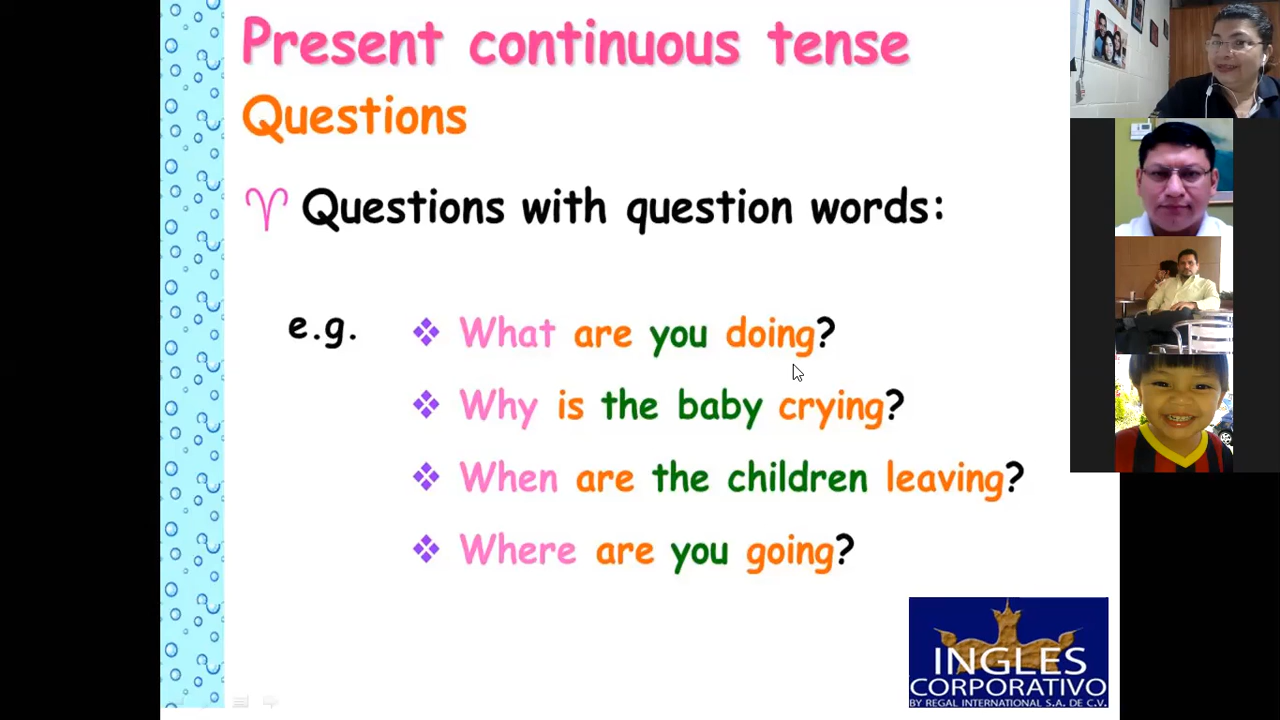 Present continuous tense
Questions
Questions with question words:
e.g.
What are you doing?
Why is the baby crying?
When are the children leaving?
Where are you going?
INGLES
CORPORATIVO
BY REGAL INTERNATIONAL S.A. DE C.V.